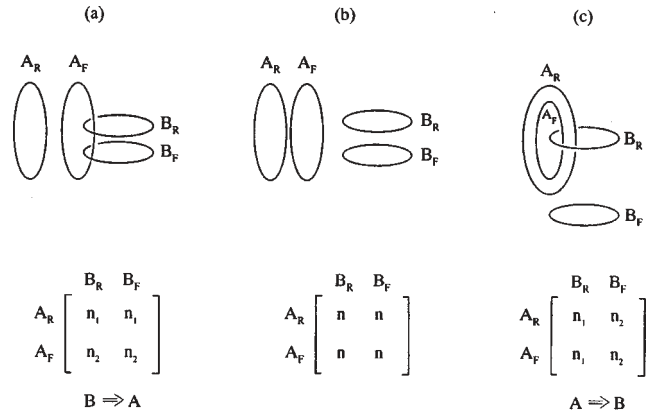 (a) (b) (c)
A_R A_F
B_R
B_F
A_R A_F
B_R
B_F
A_R
A_F
B_R
B_F
B_R B_F
A_R n_1 n_1
A_F n_2 n_2
B ⇒ A
B_R B_F
A_R n n
A_F n n
B_R B_F
A_R n_1 n_2
A_F n_1 n_2
A ⇒ B